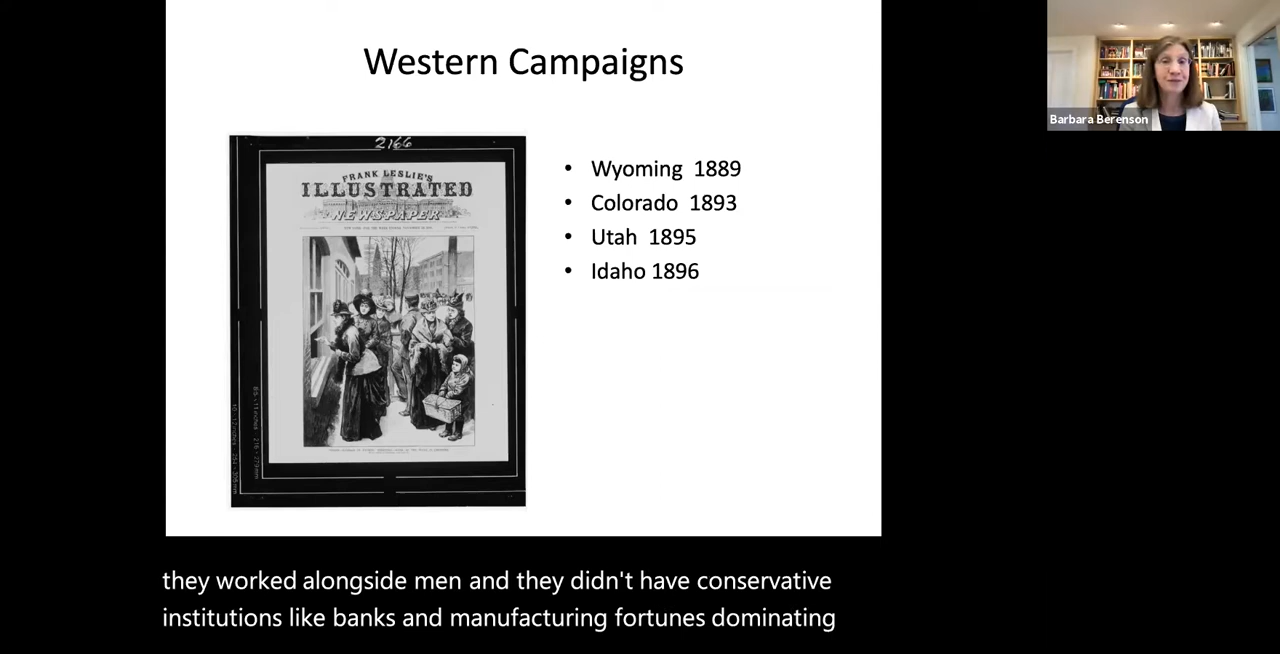 Western Campaigns
2166
FRANK LESLIE'S
ILLUSTRATED
NEWSPAPER
• Wyoming 1889
• Colorado 1893
• Utah 1895
• Idaho 1896
Barbara Berenson
they worked alongside men and they didn't have conservative
institutions like banks and manufacturing fortunes dominating